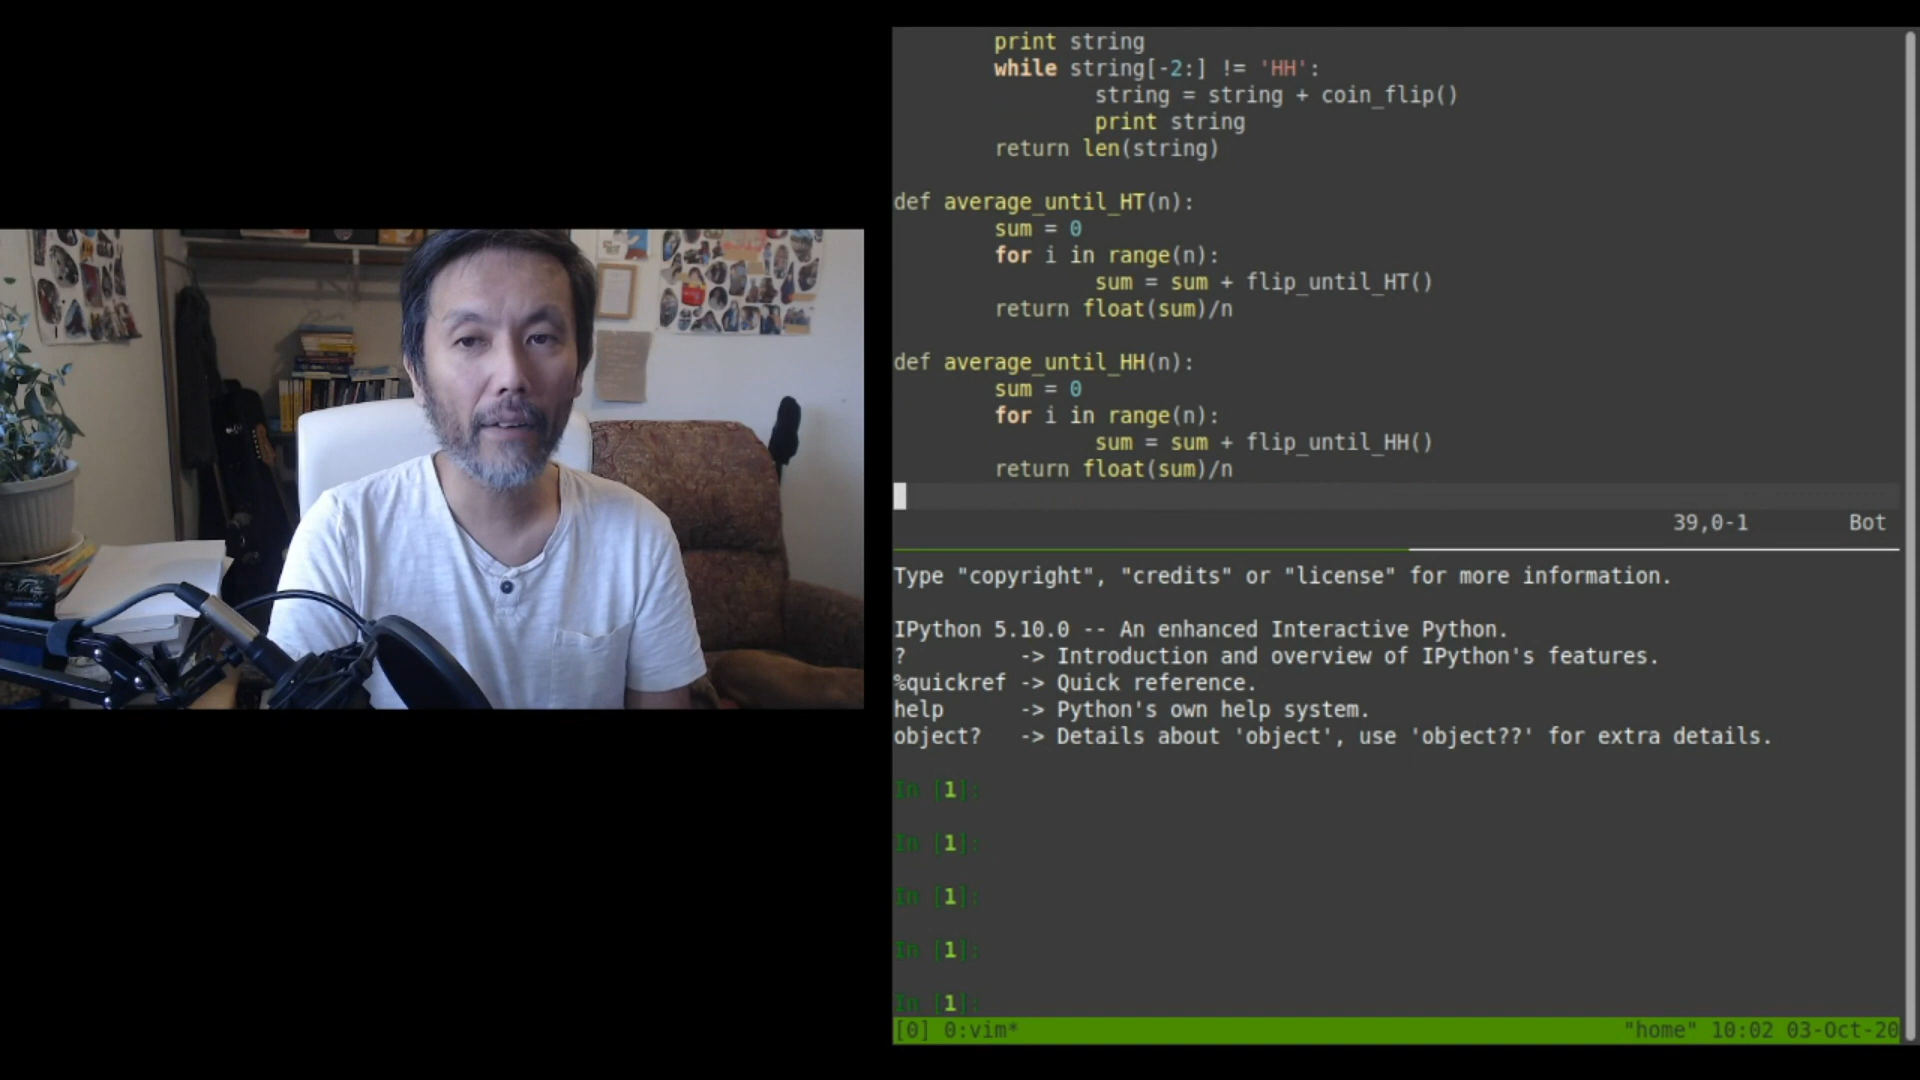 print string
while string[-2:] != 'HH':
string = string + coin_flip()
print string
return len(string)
def average_until_HT(n):
sum = 0
for i in range(n):
sum = sum + flip_until_HT()
return float(sum)/n
def average_until_HH(n):
sum = 0
for i in range(n):
sum = sum + flip_until_HH()
return float(sum)/n
39,0-1 Bot
Type "copyright", "credits" or "license" for more information.
IPython 5.10.0 -- An enhanced Interactive Python.
? -> Introduction and overview of IPython's features.
%quickref -> Quick reference.
help -> Python's own help system.
object? -> Details about 'object', use 'object??' for extra details.
In [1]:
In [1]:
In [1]:
In [1]:
In [1]:
[0] 0:vim* "home" 10:02 03-Oct-20